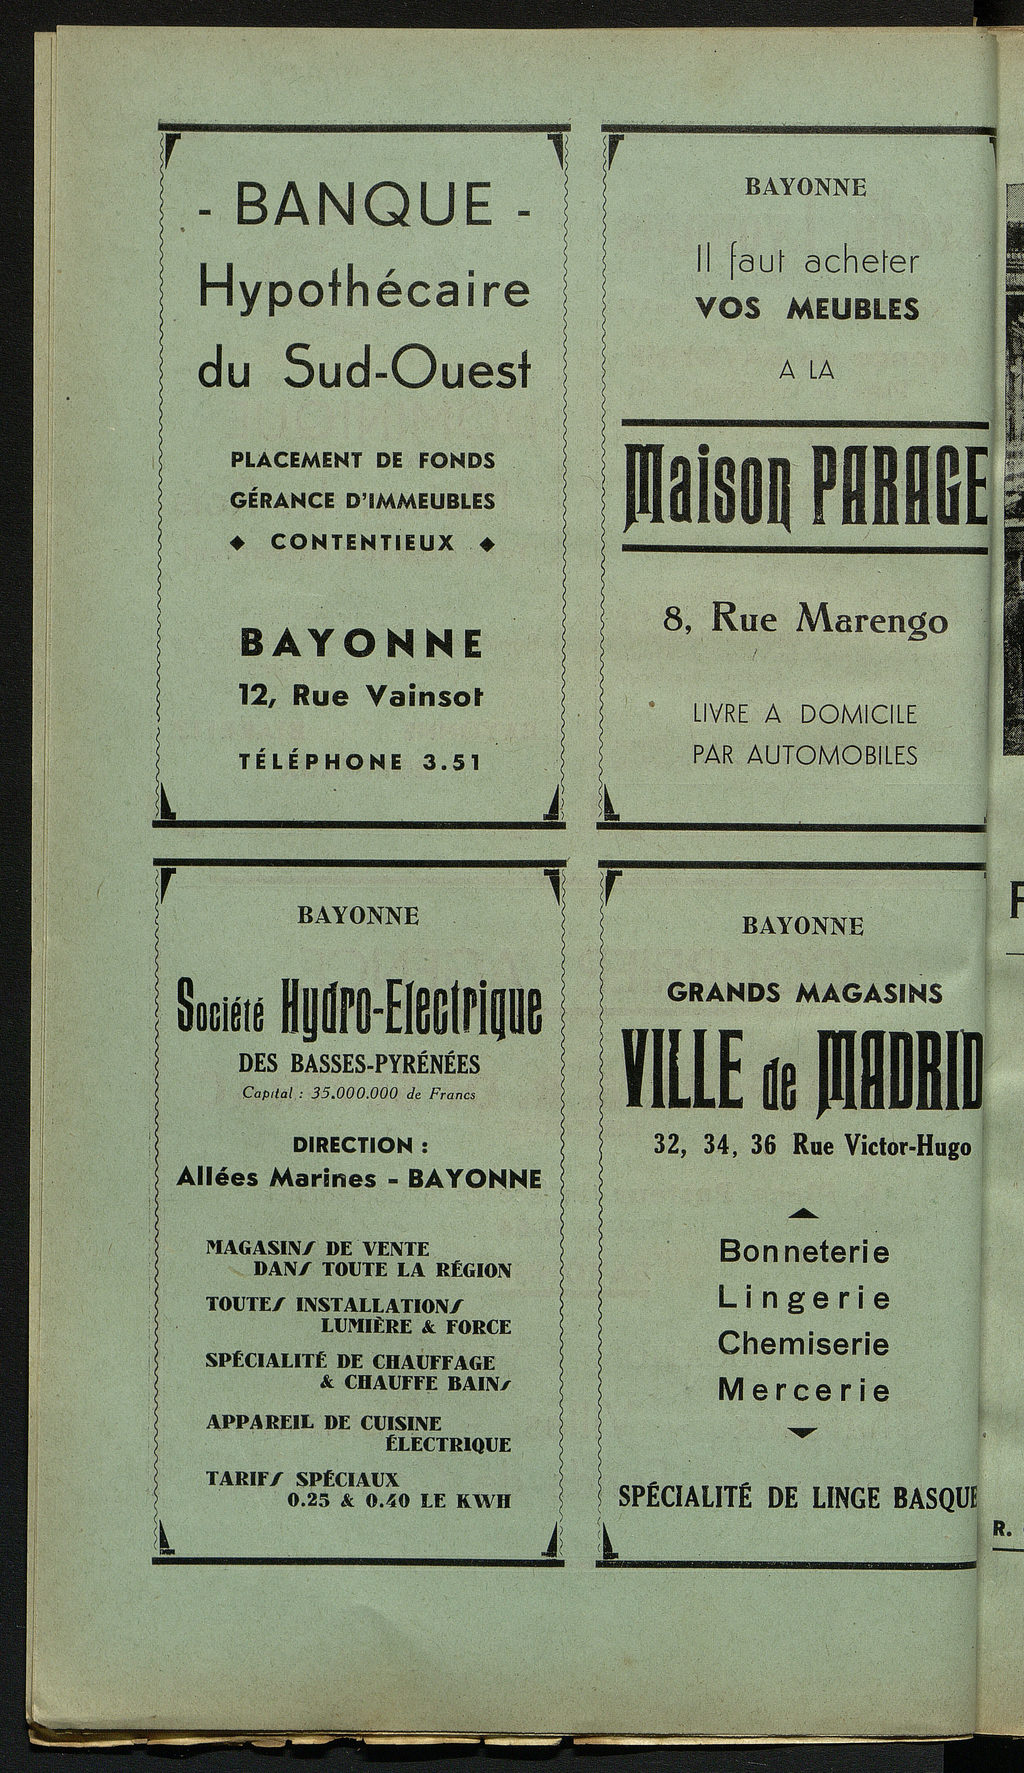 - BANQUE -
Hypothécaire
du Sud-Ouest
PLACEMENT DE FONDS
GÉRANCE D'IMMEUBLES
◆ CONTENTIEUX ◆
BAYONNE
12, Rue Vainsot
TÉLÉPHONE 3.51
BAYONNE
Il faut acheter
VOS MEUBLES
A LA
Maison PARAGE
8, Rue Marengo
LIVRE A DOMICILE
PAR AUTOMOBILES
BAYONNE
Société Hydro-Electrique
DES BASSES-PYRÉNÉES
Capital : 35.000.000 de Francs
DIRECTION :
Allées Marines - BAYONNE
MAGASINS DE VENTE
DANS TOUTE LA RÉGION
TOUTES INSTALLATIONS
LUMIÈRE & FORCE
SPÉCIALITÉ DE CHAUFFAGE
& CHAUFFE BAINS
APPAREIL DE CUISINE
ÉLECTRIQUE
TARIFS SPÉCIAUX
0.25 & 0.40 LE KWH
BAYONNE
GRANDS MAGASINS
VILLE de MADRID
32, 34, 36 Rue Victor-Hugo
Bonneterie
Lingerie
Chemiserie
Mercerie
SPÉCIALITÉ DE LINGE BASQUE
R.